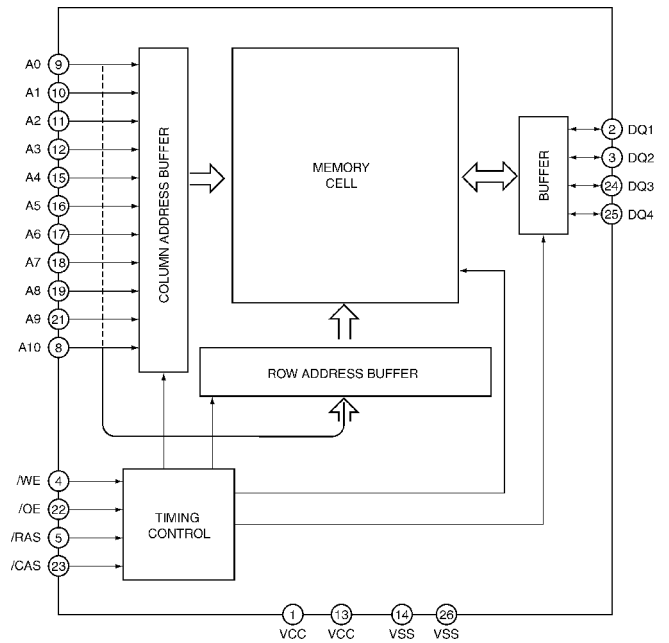 A0 9
A1 10
A2 11
A3 12
A4 15
A5 16
A6 17
A7 18
A8 19
A9 21
A10 8
COLUMN ADDRESS BUFFER
MEMORY
CELL
BUFFER
2 DQ1
3 DQ2
24 DQ3
25 DQ4
ROW ADDRESS BUFFER
/WE 4
/OE 22
/RAS 5
/CAS 23
TIMING
CONTROL
1 13 14 26
VCC VCC VSS VSS